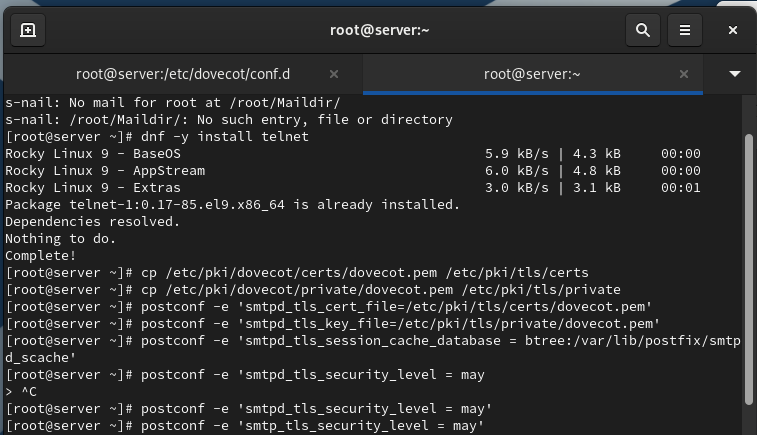 root@server:~
root@server:/etc/dovecot/conf.d
root@server:~
s-nail: No mail for root at /root/Maildir/
s-nail: /root/Maildir/: No such entry, file or directory
[root@server ~]# dnf -y install telnet
Rocky Linux 9 - BaseOS 5.9 kB/s | 4.3 kB 00:00
Rocky Linux 9 - AppStream 6.0 kB/s | 4.8 kB 00:00
Rocky Linux 9 - Extras 3.0 kB/s | 3.1 kB 00:01
Package telnet-1:0.17-85.el9.x86_64 is already installed.
Dependencies resolved.
Nothing to do.
Complete!
[root@server ~]# cp /etc/pki/dovecot/certs/dovecot.pem /etc/pki/tls/certs
[root@server ~]# cp /etc/pki/dovecot/private/dovecot.pem /etc/pki/tls/private
[root@server ~]# postconf -e 'smtpd_tls_cert_file=/etc/pki/tls/certs/dovecot.pem'
[root@server ~]# postconf -e 'smtpd_tls_key_file=/etc/pki/tls/private/dovecot.pem'
[root@server ~]# postconf -e 'smtpd_tls_session_cache_database = btree:/var/lib/postfix/smtp
d_scache'
[root@server ~]# postconf -e 'smtpd_tls_security_level = may
> ^C
[root@server ~]# postconf -e 'smtpd_tls_security_level = may'
[root@server ~]# postconf -e 'smtp_tls_security_level = may'